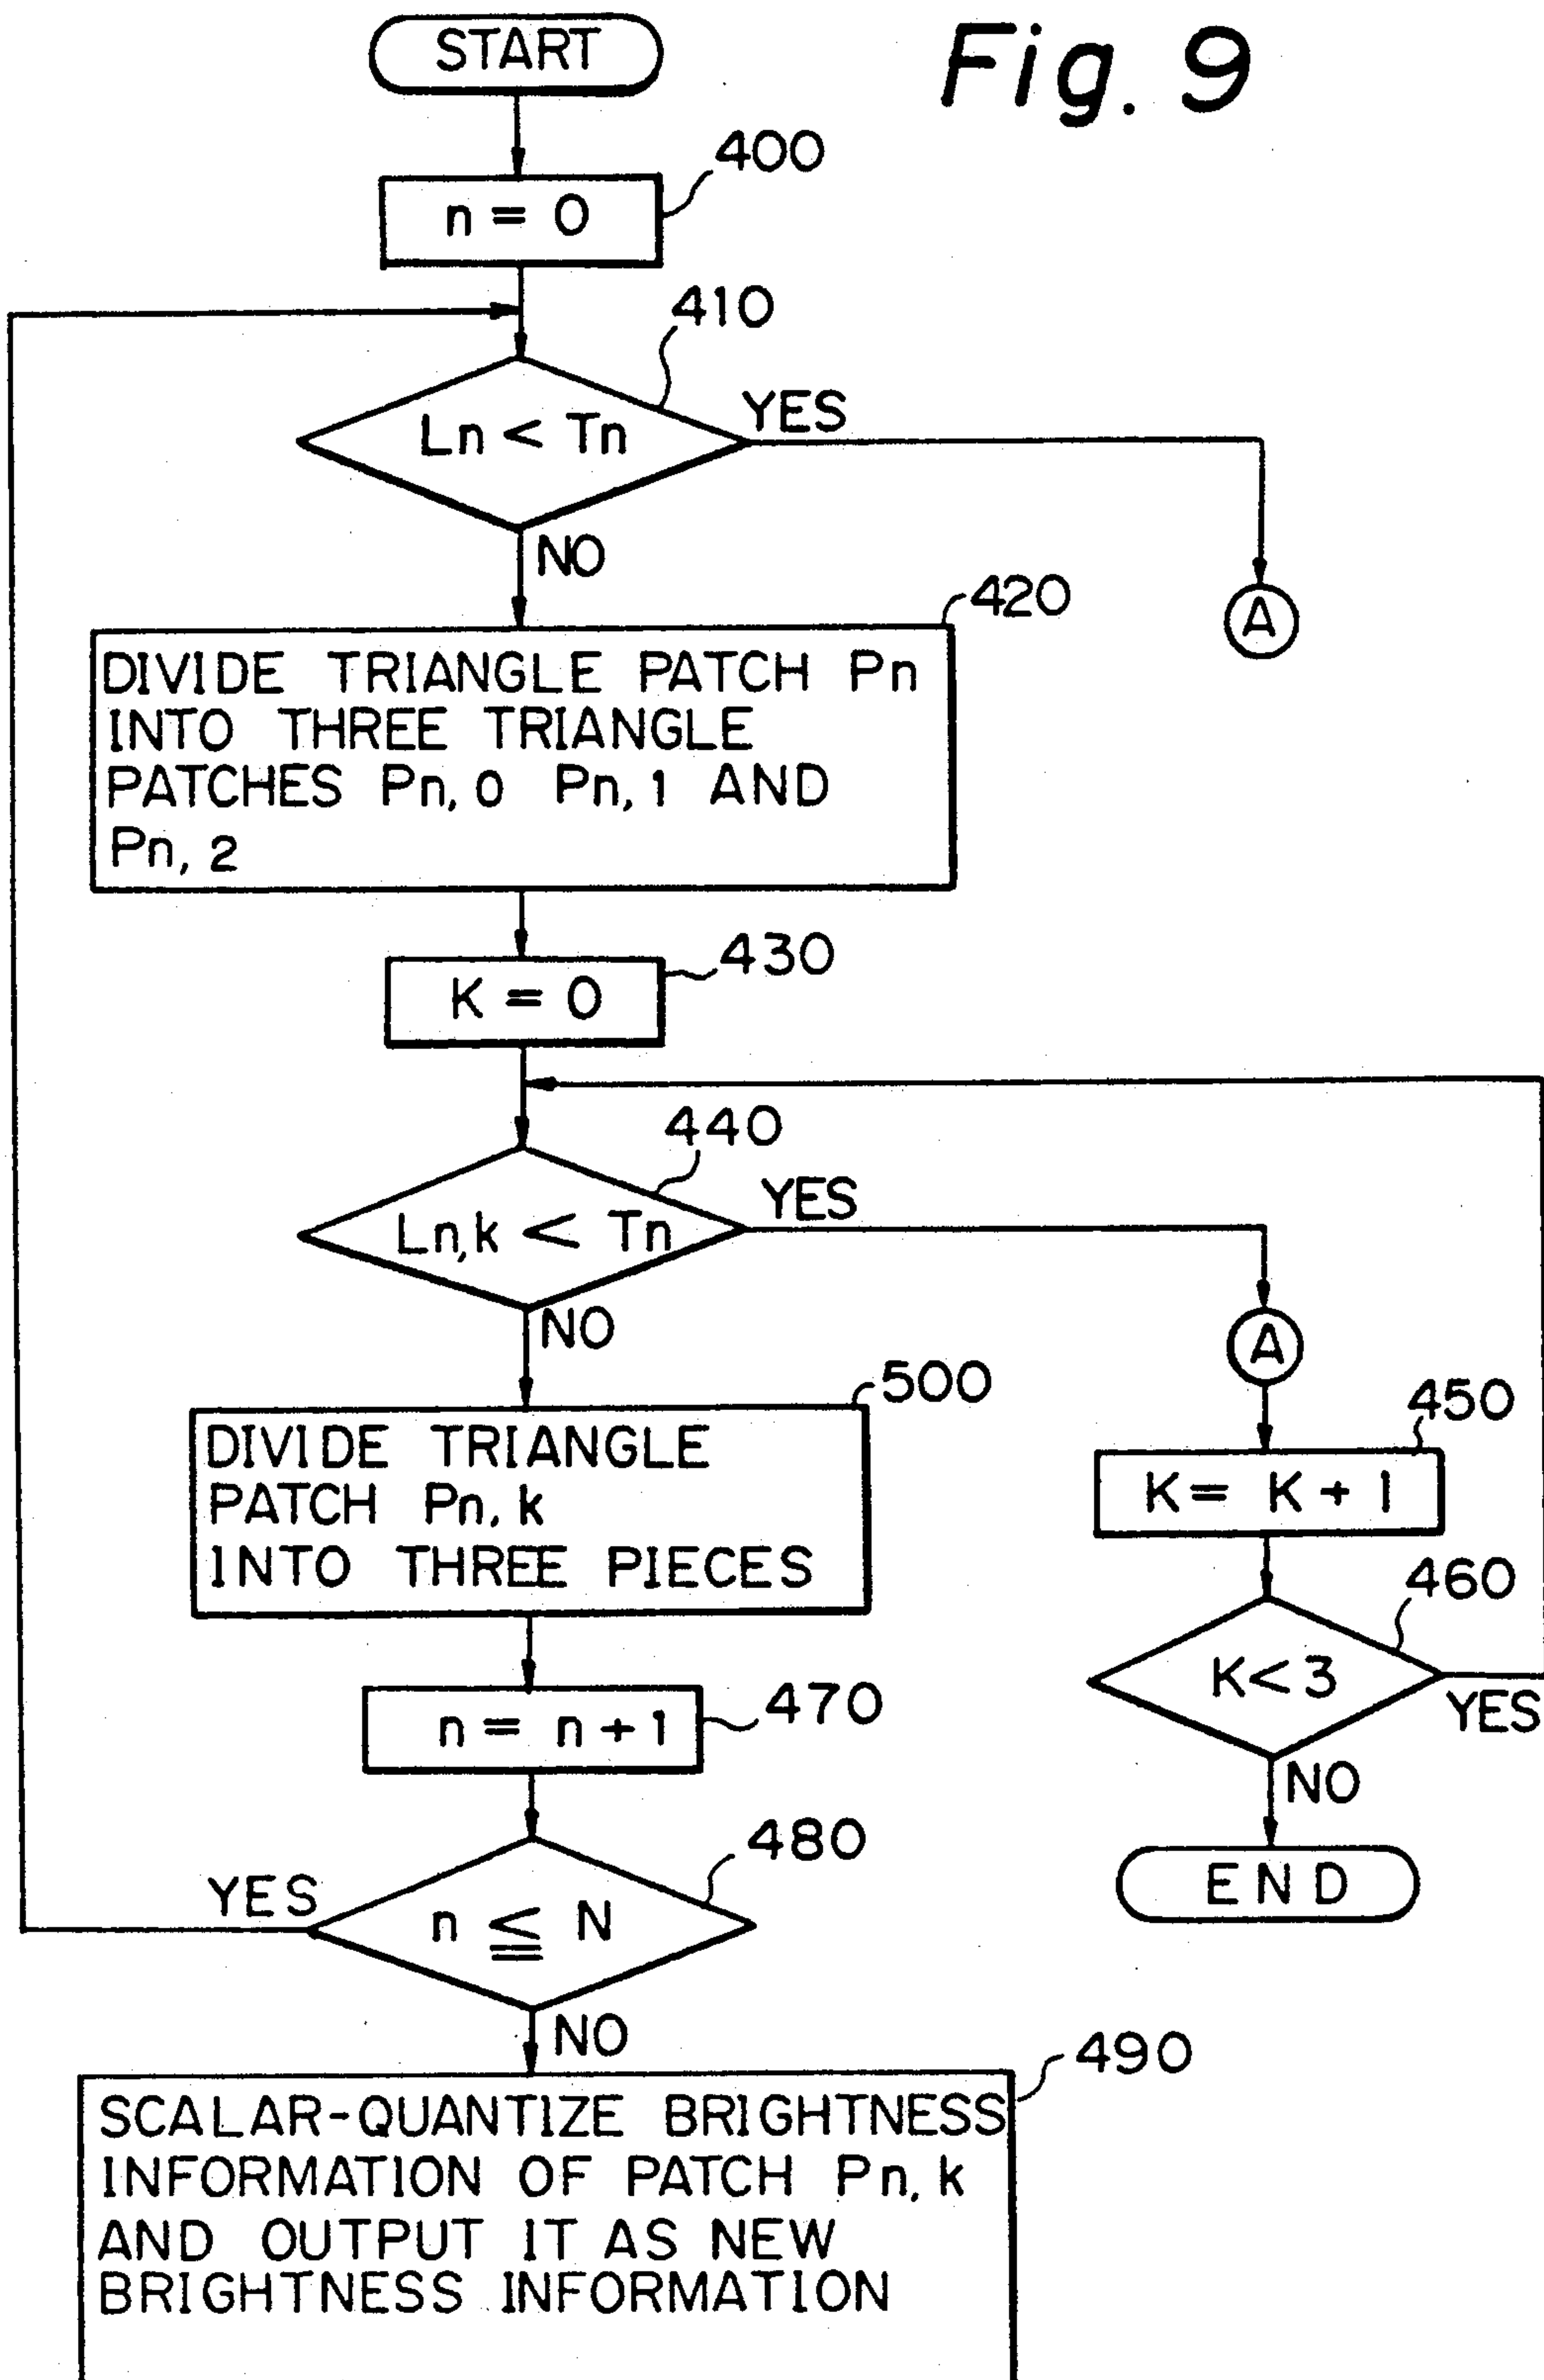 START
Fig. 9
400
n = 0
410
Ln < Tn
YES
NO
A
420
DIVIDE TRIANGLE PATCH Pn
INTO THREE TRIANGLE
PATCHES Pn, 0 Pn, 1 AND
Pn, 2
430
K = 0
440
Ln,k < Tn
YES
NO
A
500
DIVIDE TRIANGLE
PATCH Pn, k
INTO THREE PIECES
450
K = K + 1
460
K < 3
YES
NO
END
470
n = n + 1
480
n ≦ N
YES
NO
490
SCALAR-QUANTIZE BRIGHTNESS
INFORMATION OF PATCH Pn, k
AND OUTPUT IT AS NEW
BRIGHTNESS INFORMATION